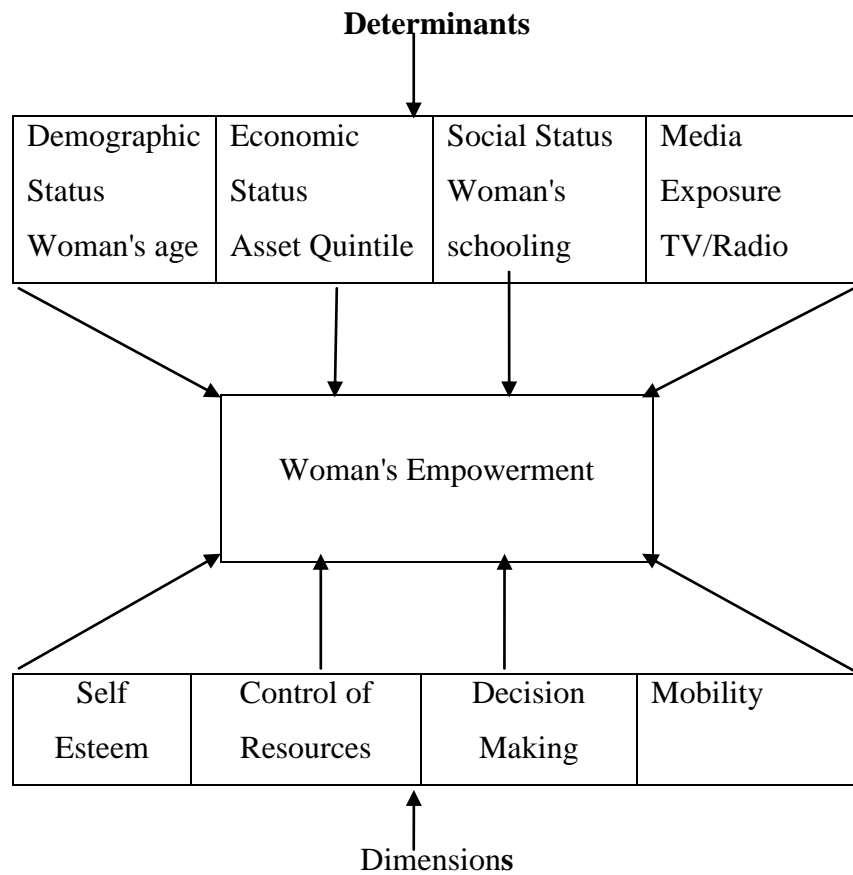 Determinants
Demographic
Status
Woman's age
Economic
Status
Asset Quintile
Social Status
Woman's
schooling
Media
Exposure
TV/Radio
Woman's Empowerment
Self
Esteem
Control of
Resources
Decision
Making
Mobility
Dimensions